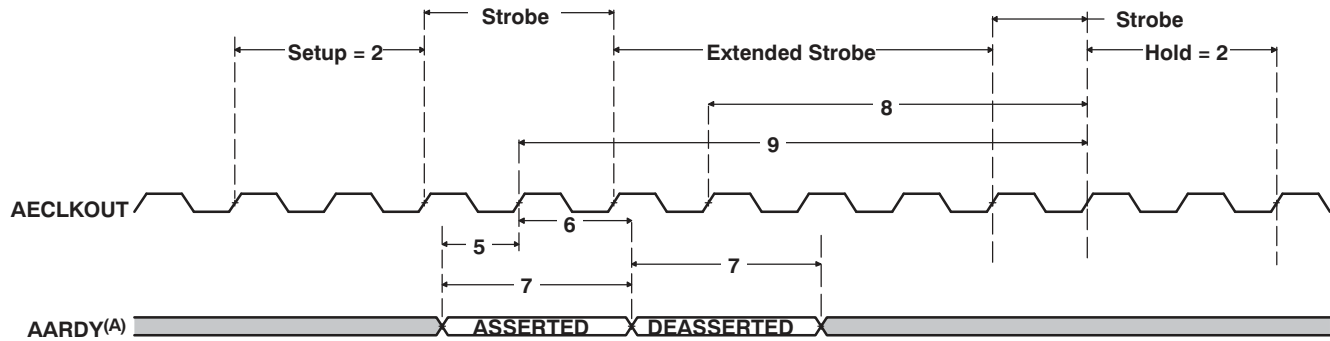 Strobe
Strobe
Setup = 2
Extended Strobe
Hold = 2
8
9
AECLKOUT
6
5
7
7
AARDY(A)
ASSERTED
DEASSERTED